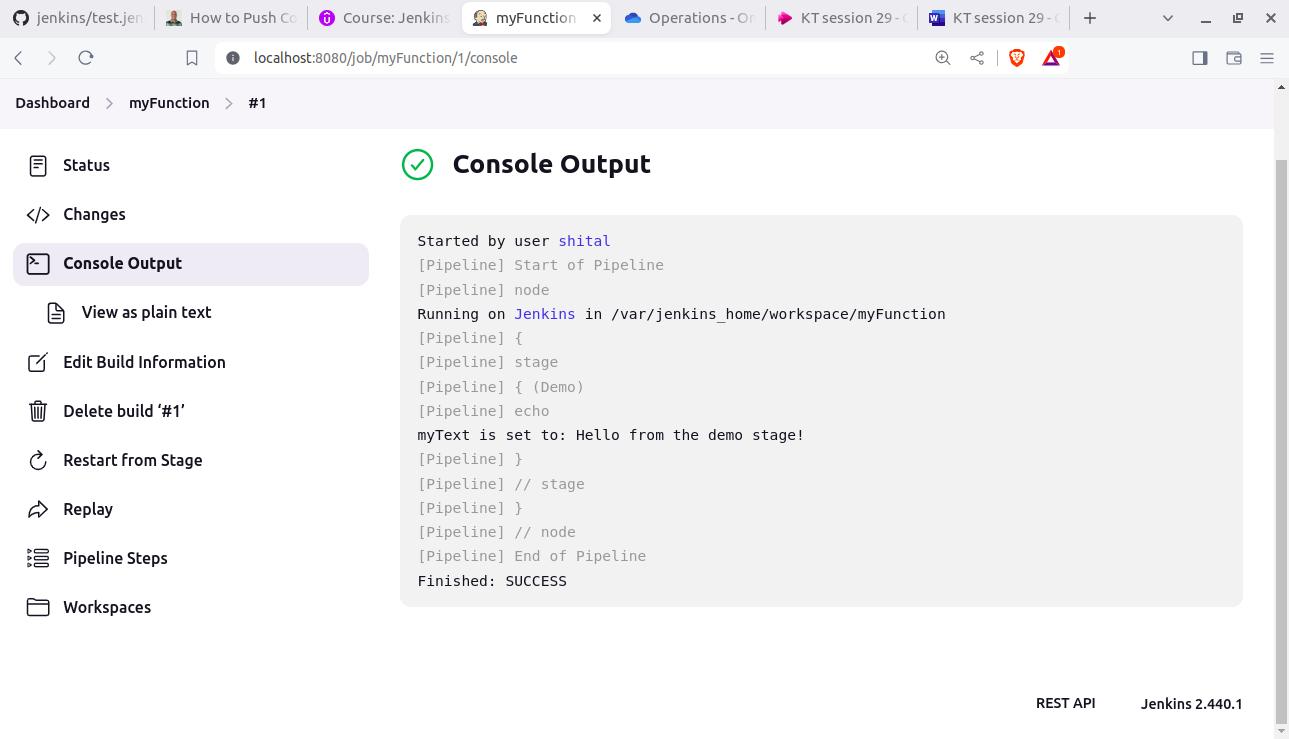 jenkins/test.jen
How to Push Co
Course: Jenkins
myFunction
Operations - On
KT session 29 -
KT session 29 -
localhost:8080/job/myFunction/1/console
1
Dashboard > myFunction > #1
Status
Changes
Console Output
View as plain text
Edit Build Information
Delete build ‘#1’
Restart from Stage
Replay
Pipeline Steps
Workspaces
Console Output
Started by user shital
[Pipeline] Start of Pipeline
[Pipeline] node
Running on Jenkins in /var/jenkins_home/workspace/myFunction
[Pipeline] {
[Pipeline] stage
[Pipeline] { (Demo)
[Pipeline] echo
myText is set to: Hello from the demo stage!
[Pipeline] }
[Pipeline] // stage
[Pipeline] }
[Pipeline] // node
[Pipeline] End of Pipeline
Finished: SUCCESS
REST API
Jenkins 2.440.1